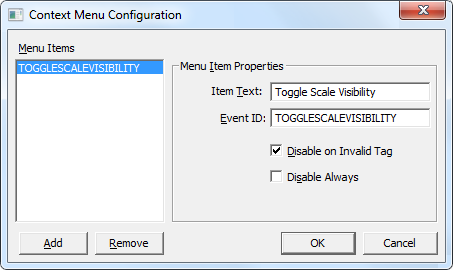 Context Menu Configuration
Menu Items
TOGGLESCALEVISIBILITY
Menu Item Properties
Item Text: Toggle Scale Visibility
Event ID: TOGGLESCALEVISIBILITY
Disable on Invalid Tag
Disable Always
Add Remove OK Cancel